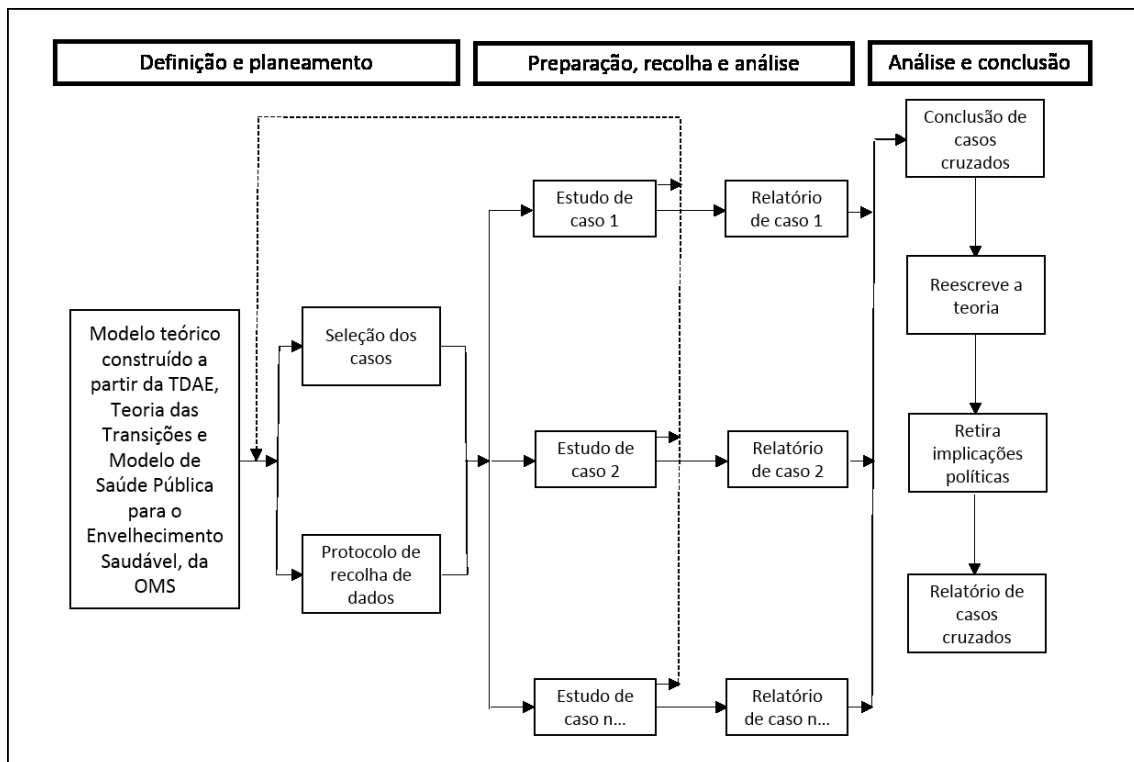 Definição e planeamento
Preparação, recolha e análise
Análise e conclusão
Modelo teórico
construído a
partir da TDAE,
Teoria das
Transições e
Modelo de
Saúde Pública
para o
Envelhecimento
Saudável, da
OMS
Seleção dos
casos
Protocolo de
recolha de
dados
Estudo de
caso 1
Relatório
de caso 1
Estudo de
caso 2
Relatório
de caso 2
Estudo de
caso n...
Relatório
de caso n...
Conclusão de
casos
cruzados
Reescreve a
teoria
Retira
implicações
políticas
Relatório de
casos
cruzados